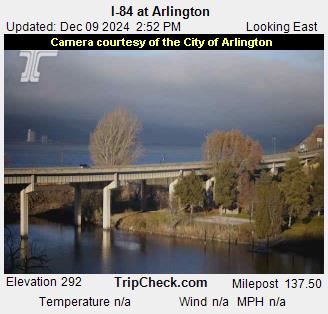 I-84 at Arlington
Updated: Dec 09 2024 2:52 PM Looking East
Camera courtesy of the City of Arlington
Elevation 292 TripCheck.com Milepost 137.50
Temperature n/a Wind n/a MPH n/a